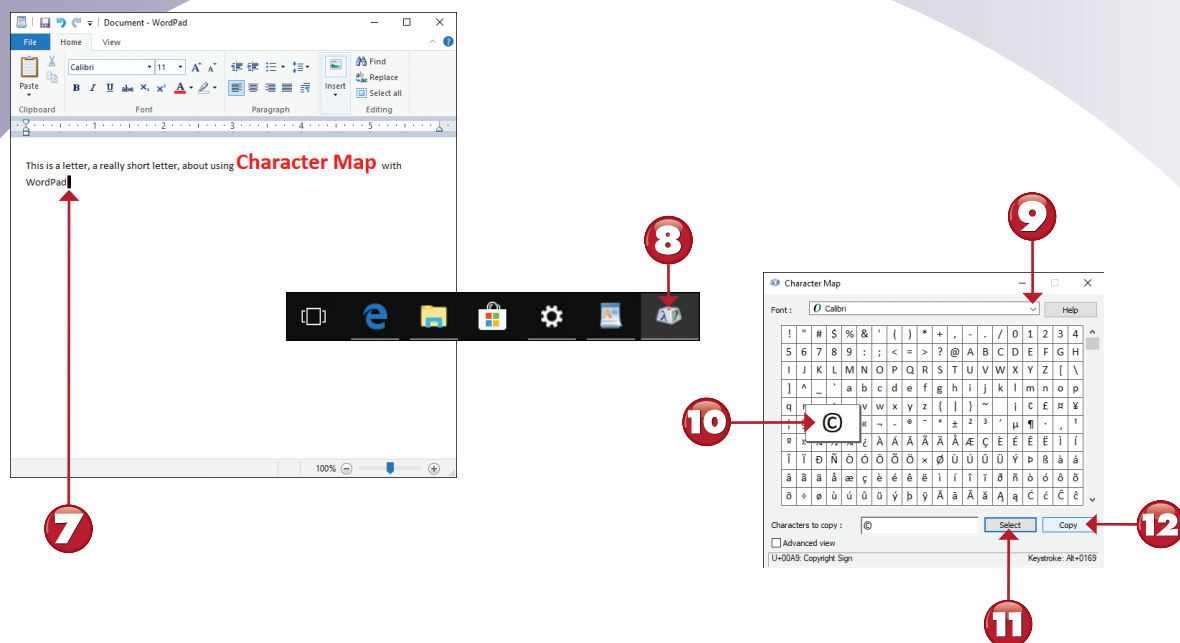 Document - WordPad
File Home View
Calibri 11 Find
Replace
Paste B I U abc X₂ X² A Insert Select all
Clipboard Font Paragraph Editing
1 2 3 4 5
This is a letter, a really short letter, about using Character Map with
WordPad
100%
7
8
9
Character Map
Font : O Calibri Help
! " # $ % & ' ( ) * + , - . / 0 1 2 3 4
5 6 7 8 9 : ; < = > ? @ A B C D E F G H
I J K L M N O P Q R S T U V W X Y Z [ \
] ^ _ ` a b c d e f g h i j k l m n o p
q v w x y z { | } ~ ¡ ¢ £ ¤ ¥
10 © « ¬ - ® ¯ ° ± ² ³ ´ µ ¶ · ¸ ¹
º ¿ À Á Â Ã Ä Å Æ Ç È É Ê Ë Ì Í
Î Ï Ð Ñ Ò Ó Ô Õ Ö × Ø Ù Ú Û Ü Ý Þ ß à á
â ã ä å æ ç è é ê ë ì í î ï ð ñ ò ó ô õ
ö ÷ ø ù ú û ü ý þ ÿ Ā ā Ă ă Ą ą Ć ć Ĉ ĉ
Characters to copy : © Select Copy 12
Advanced view
U+00A9: Copyright Sign Keystroke: Alt+0169
11